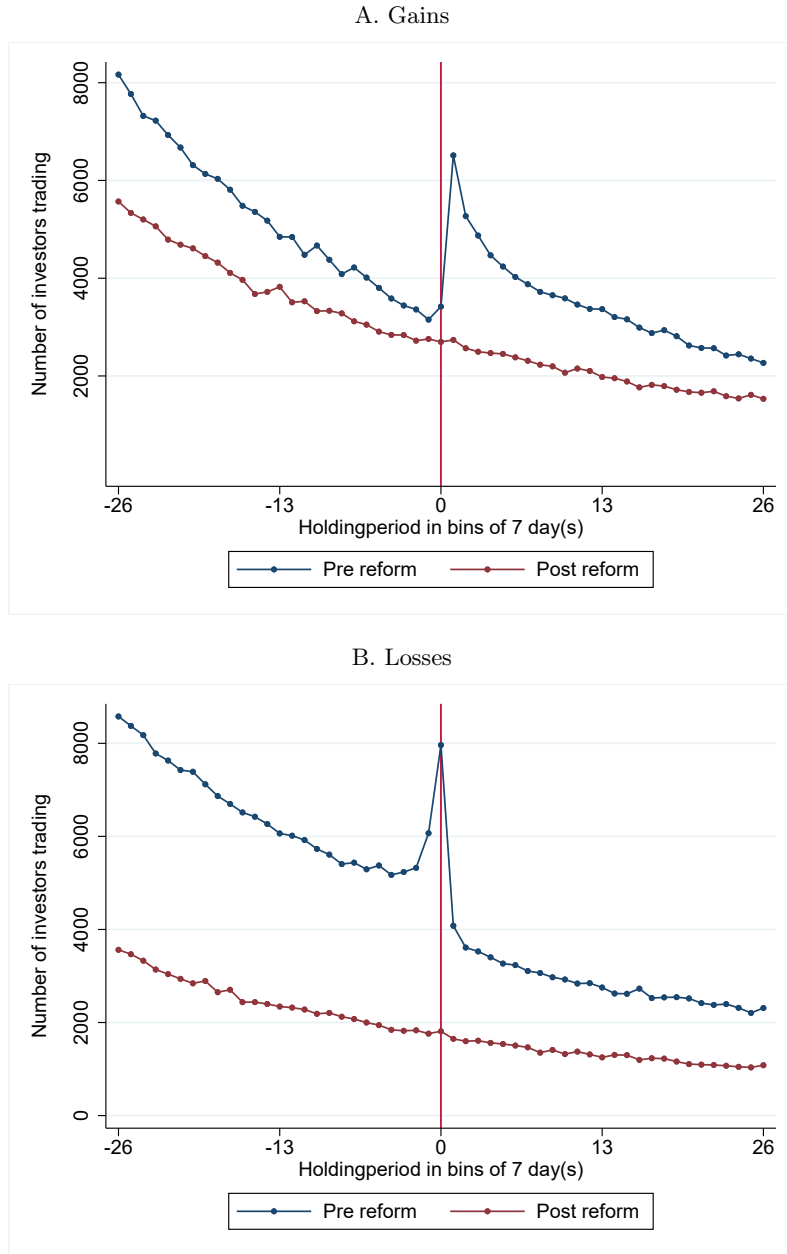 A. Gains
Number of investors trading
8000
6000
4000
2000
-26 -13 0 13 26
Holdingperiod in bins of 7 day(s)
Pre reform Post reform
B. Losses
Number of investors trading
8000
6000
4000
2000
0
-26 -13 0 13 26
Holdingperiod in bins of 7 day(s)
Pre reform Post reform